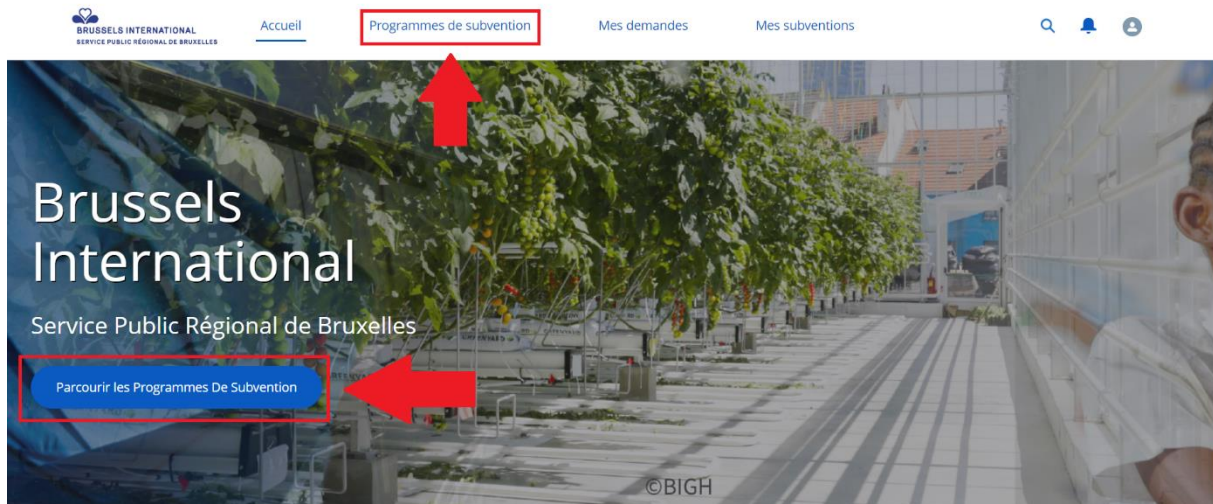 BRUSSELS INTERNATIONAL
SERVICE PUBLIC RÉGIONAL DE BRUXELLES
Accueil
Programmes de subvention
Mes demandes
Mes subventions
Brussels
International
Service Public Régional de Bruxelles
Parcourir les Programmes De Subvention
©BIGH